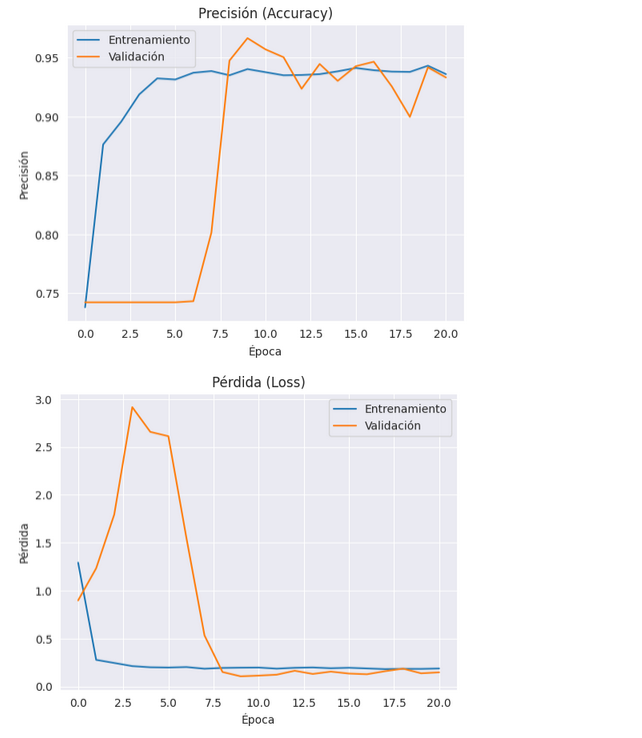 Precisión (Accuracy)
Entrenamiento
Validación
0.95
0.90
0.85
0.80
0.75
Precisión
0.0 2.5 5.0 7.5 10.0 12.5 15.0 17.5 20.0
Época
Pérdida (Loss)
Entrenamiento
Validación
3.0
2.5
2.0
1.5
1.0
0.5
0.0
Pérdida
0.0 2.5 5.0 7.5 10.0 12.5 15.0 17.5 20.0
Época